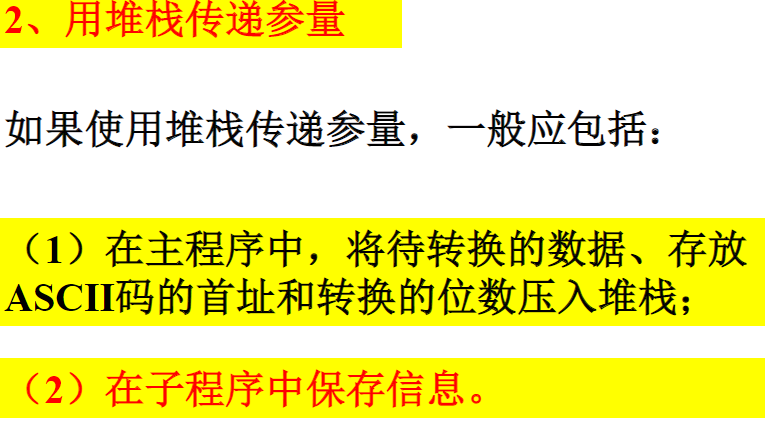 2、用堆栈传递参量
如果使用堆栈传递参量，一般应包括：
（1）在主程序中，将待转换的数据、存放
ASCII码的首址和转换的位数压入堆栈；
（2）在子程序中保存信息。